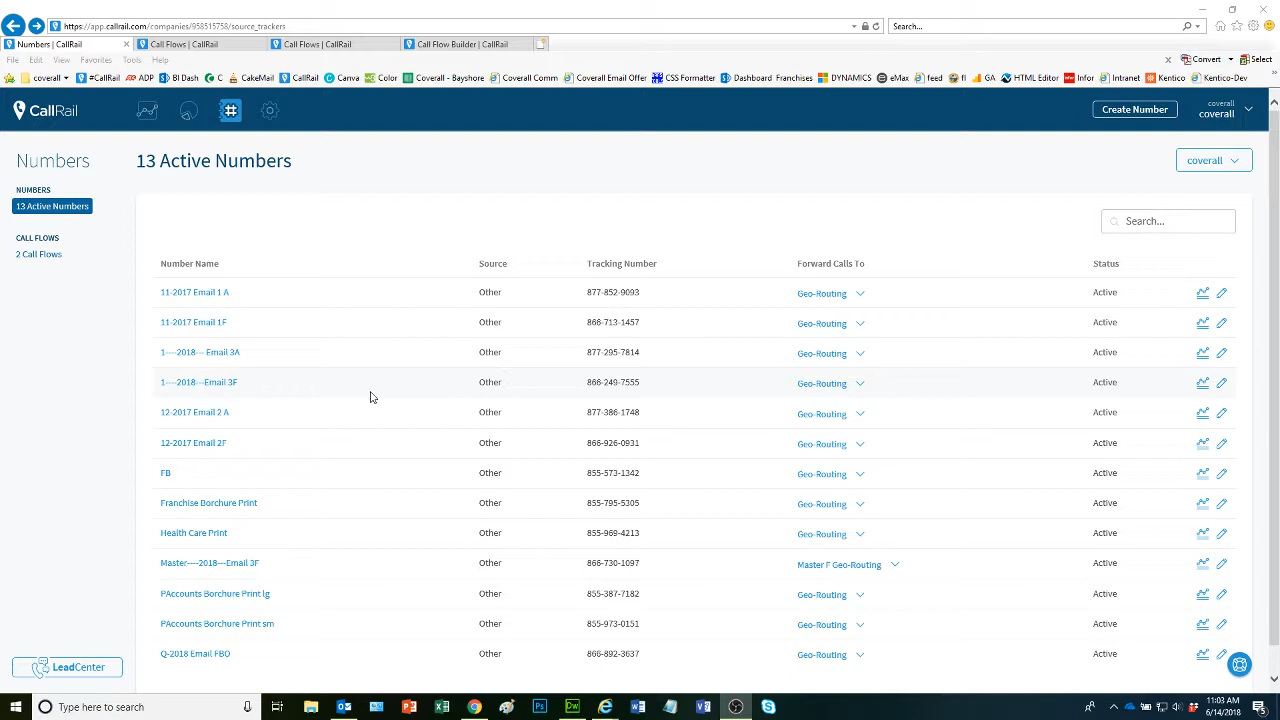 https://app.callrail.com/companies/958515758/source_trackers
Search...
Numbers | CallRail
Call Flows | CallRail
Call Flows | CallRail
Call Flow Builder | CallRail
File Edit View Favorites Tools Help
Convert Select
coverall #CallRail ADP BI Dash C CakeMail CallRail Canva Color Coverall - Bayshore Coverall Comm Coverall Email Offer CSS Formatter Dashboard Franchises DYNAMICS eMax feed fl GA HTML Editor Infor Intranet Kentico Kentico-Dev
CallRail
Create Number
coverall
coverall
Numbers
13 Active Numbers
coverall
NUMBERS
13 Active Numbers
CALL FLOWS
2 Call Flows
Search...
Number Name Source Tracking Number Forward Calls To Status
11-2017 Email 1 A Other 877-852-9093 Geo-Routing Active
11-2017 Email 1F Other 866-713-1457 Geo-Routing Active
1----2018--- Email 3A Other 877-295-7814 Geo-Routing Active
1----2018---Email 3F Other 866-249-7555 Geo-Routing Active
12-2017 Email 2 A Other 877-386-1748 Geo-Routing Active
12-2017 Email 2F Other 866-926-0931 Geo-Routing Active
FB Other 855-573-1342 Geo-Routing Active
Franchise Borchure Print Other 855-795-5305 Geo-Routing Active
Health Care Print Other 855-969-4213 Geo-Routing Active
Master----2018---Email 3F Other 866-730-1097 Master F Geo-Routing Active
PAccounts Borchure Print lg Other 855-387-7182 Geo-Routing Active
PAccounts Borchure Print sm Other 855-973-0151 Geo-Routing Active
Q-2018 Email FBO Other 866-892-3637 Geo-Routing Active
LeadCenter
Type here to search
11:03 AM
6/14/2018